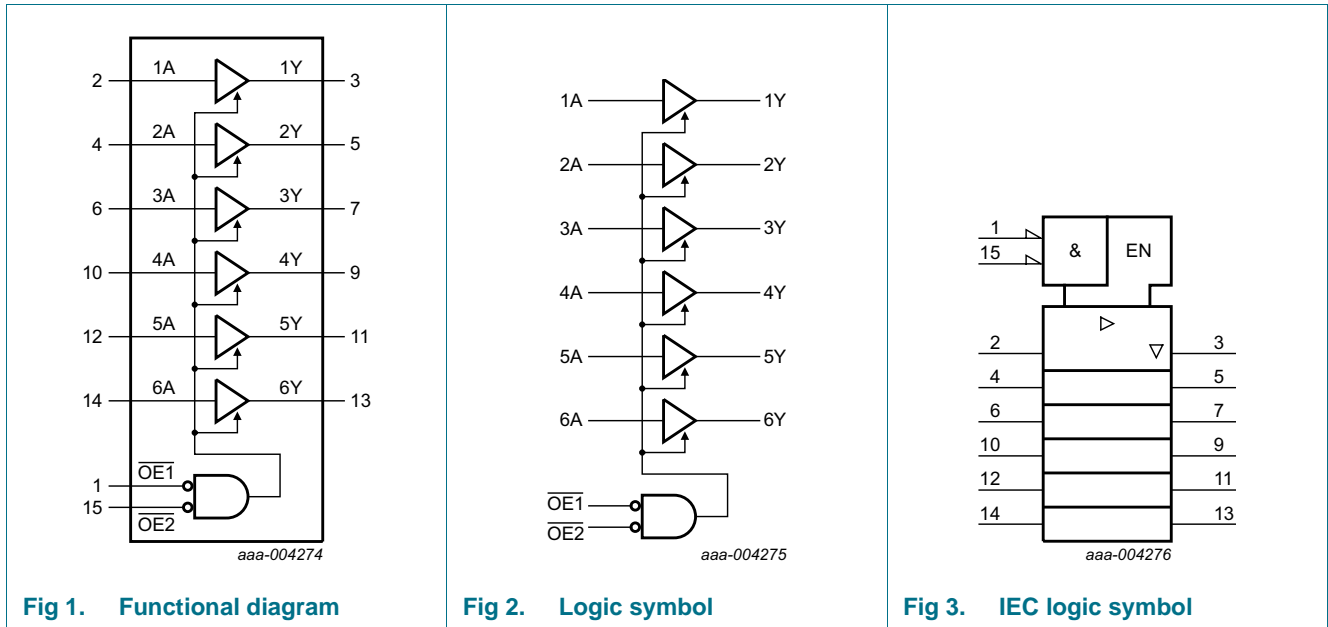 2 1A 1Y 3
4 2A 2Y 5
6 3A 3Y 7
10 4A 4Y 9
12 5A 5Y 11
14 6A 6Y 13
1 OE1
15 OE2
aaa-004274
Fig 1. Functional diagram
1A 1Y
2A 2Y
3A 3Y
4A 4Y
5A 5Y
6A 6Y
OE1
OE2
aaa-004275
Fig 2. Logic symbol
1
15
& EN
2 3
4 5
6 7
10 9
12 11
14 13
aaa-004276
Fig 3. IEC logic symbol